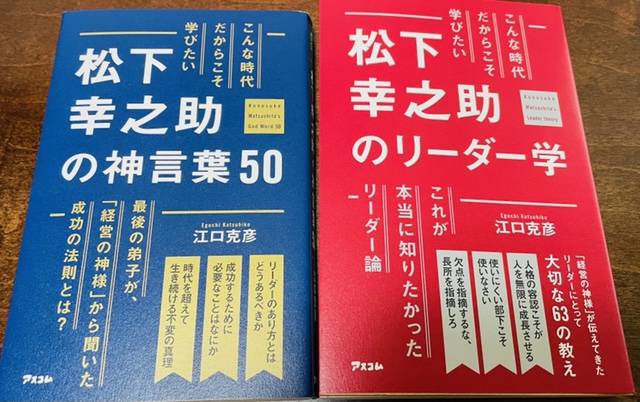 こんな時代
だからこそ
学びたい
松下
幸之助
の神言葉50
Konosuke
Matsushita's
God Word 50
Eguchi Katsuhiko
江口克彦
最後の弟子が、
「経営の神様」から聞いた
成功の法則とは?
リーダーのあり方とは
どうあるべきか
成功するために
必要なことはなにか
時代を超えて
生き続ける不変の真理
アスコム
こんな時代
だからこそ
学びたい
松下
幸之助
のリーダー学
Konosuke
Matsushita's
Leader theory
Eguchi Katsuhiko
江口克彦
これが
本当に知りたかった
リーダー論
「経営の神様」が伝えてきた
リーダーにとって
大切な63の教え
人格の容認こそが
人を無限に成長させる
使いにくい部下こそ
使いなさい
欠点を指摘するな、
長所を指摘しろ
アスコム